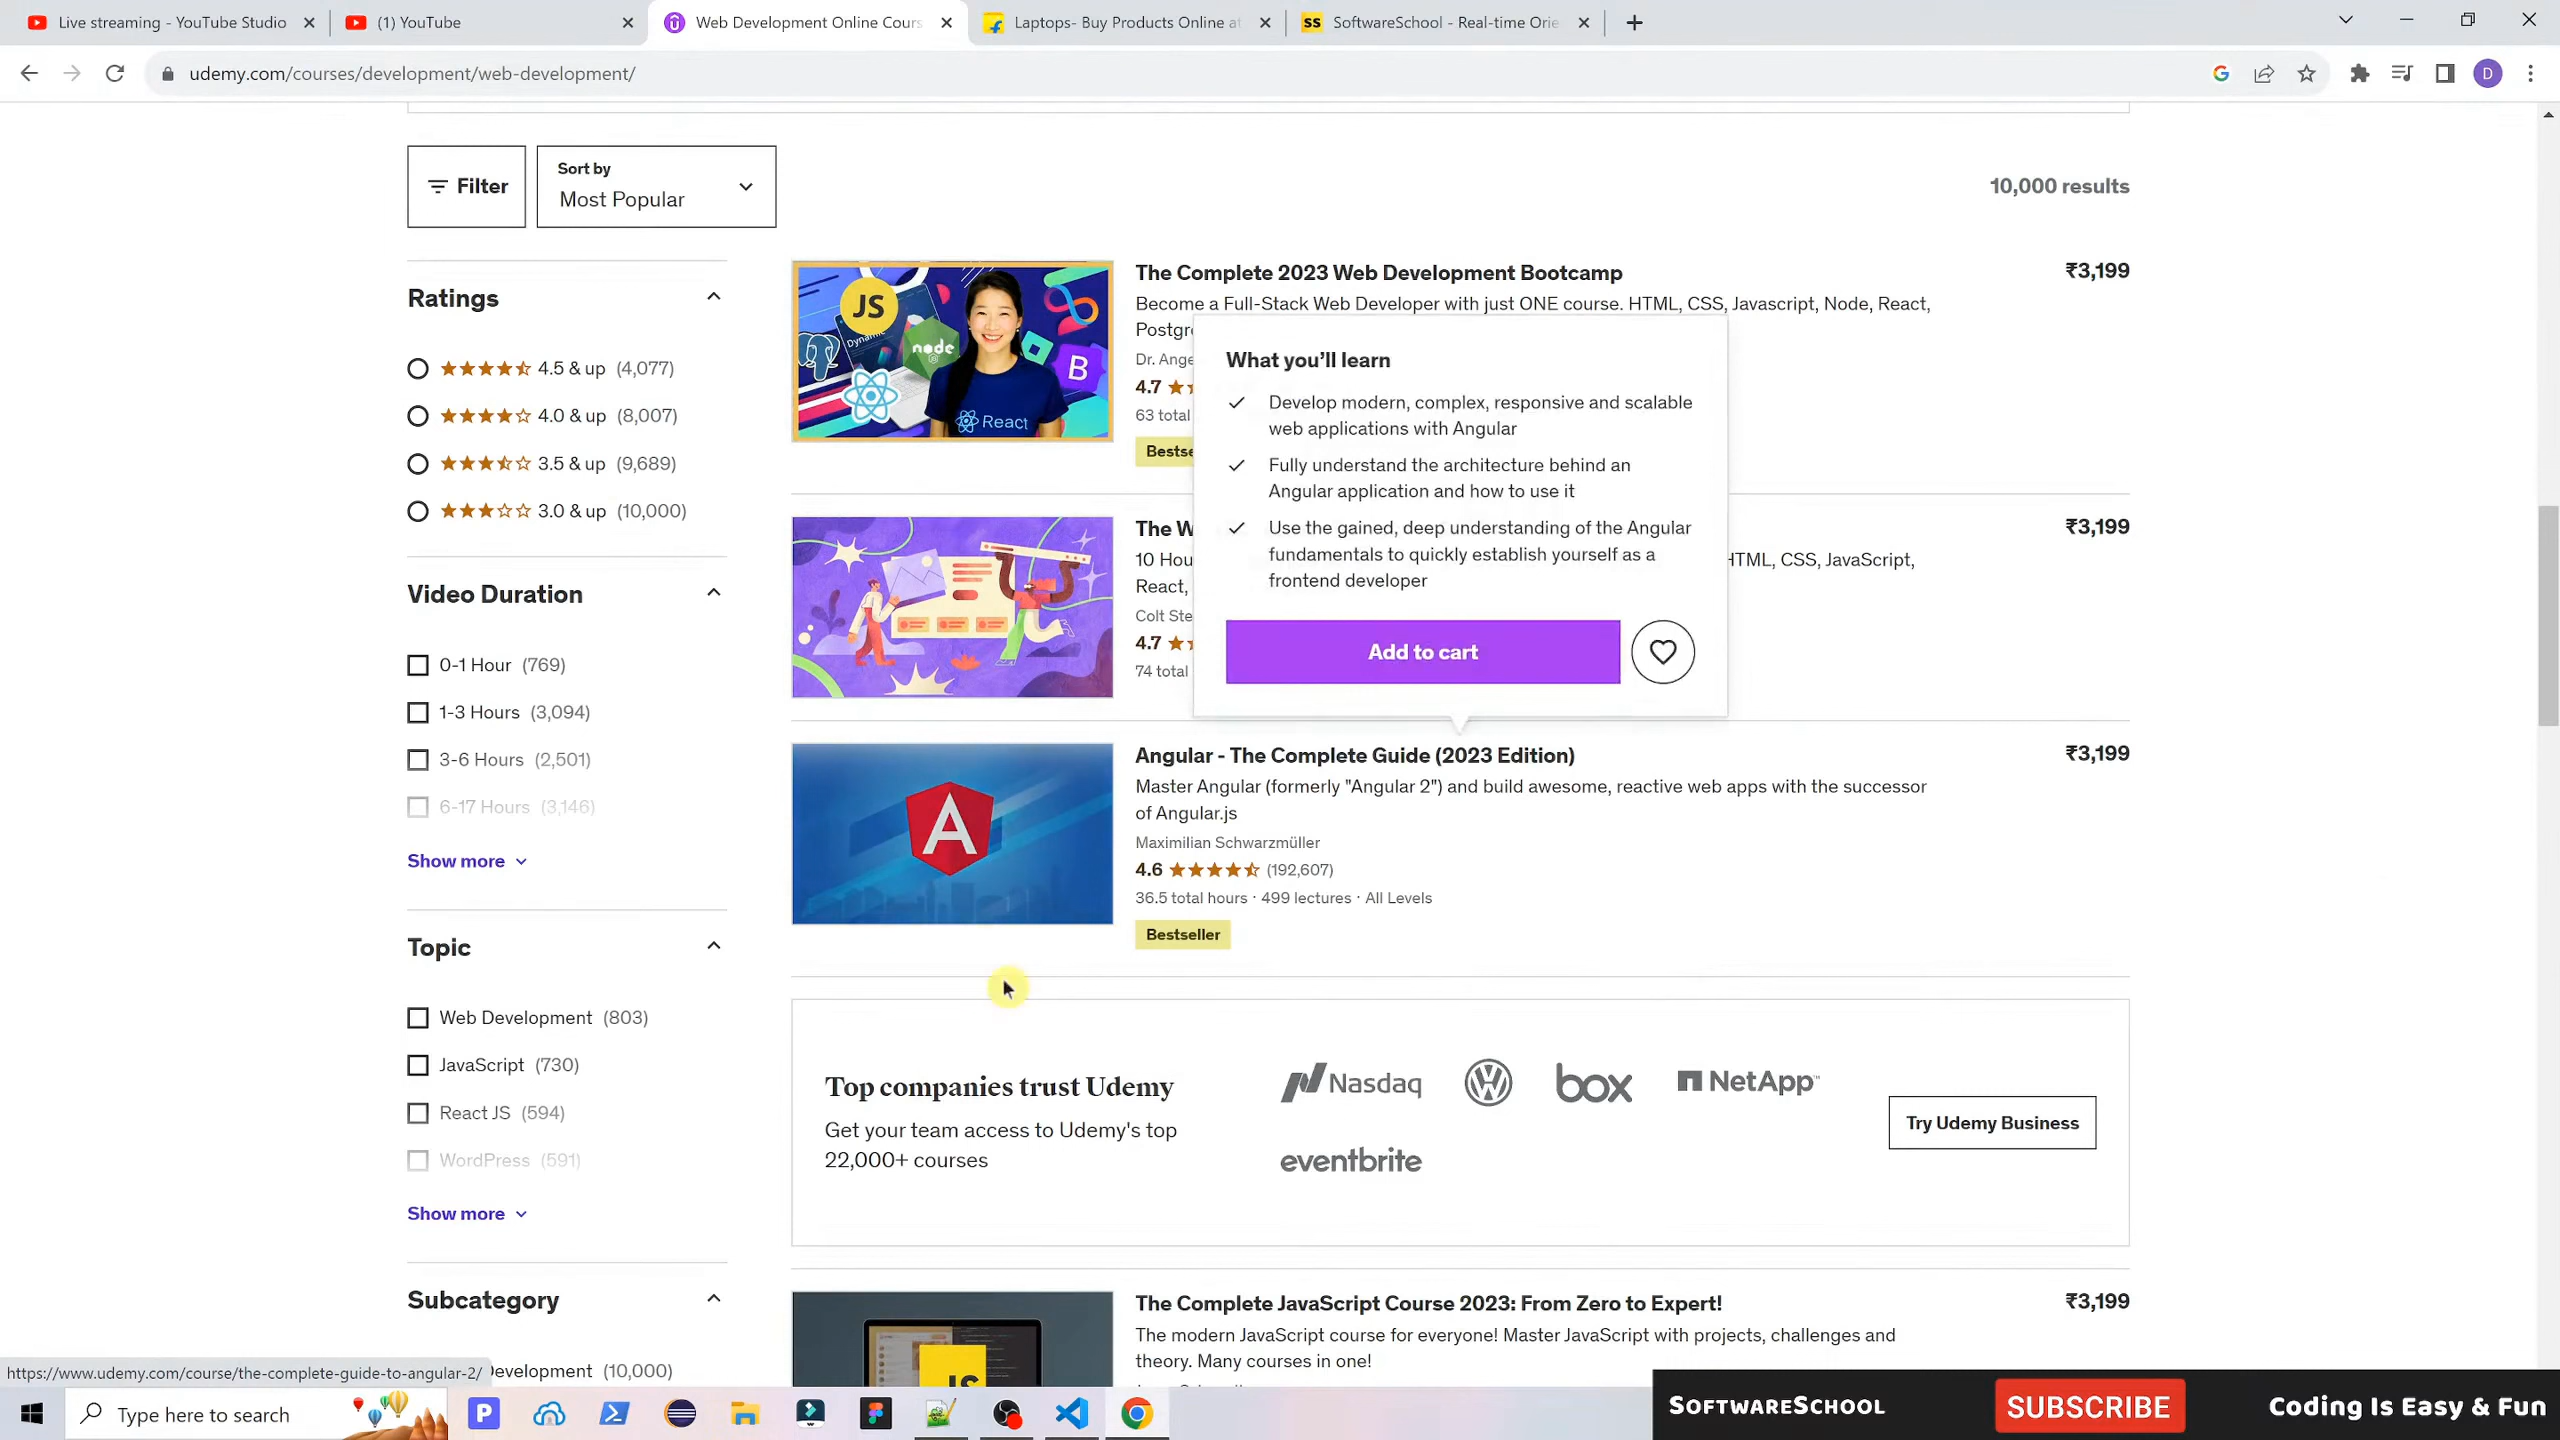 Live streaming - YouTube Studio
(1) YouTube
Web Development Online Cours
Laptops- Buy Products Online at
SS SoftwareSchool - Real-time Orie
udemy.com/courses/development/web-development/
D
Filter
Sort by
Most Popular
10,000 results
Ratings
4.5 & up (4,077)
4.0 & up (8,007)
3.5 & up (9,689)
3.0 & up (10,000)
Video Duration
0-1 Hour (769)
1-3 Hours (3,094)
3-6 Hours (2,501)
6-17 Hours (3,146)
Show more
Topic
Web Development (803)
JavaScript (730)
React JS (594)
WordPress (591)
Show more
Subcategory
evelopment (10,000)
JS
node
JS
B
React
The Complete 2023 Web Development Bootcamp
₹3,199
Become a Full-Stack Web Developer with just ONE course. HTML, CSS, Javascript, Node, React,
Postgr
Dr. Ange
4.7
63 total
Bestse
What you'll learn
Develop modern, complex, responsive and scalable
web applications with Angular
Fully understand the architecture behind an
Angular application and how to use it
Use the gained, deep understanding of the Angular
fundamentals to quickly establish yourself as a
frontend developer
Add to cart
The W
₹3,199
10 Hou
HTML, CSS, JavaScript,
React,
Colt Ste
4.7
74 total
A
Angular - The Complete Guide (2023 Edition)
₹3,199
Master Angular (formerly "Angular 2") and build awesome, reactive web apps with the successor
of Angular.js
Maximilian Schwarzmüller
4.6 (192,607)
36.5 total hours · 499 lectures · All Levels
Bestseller
Top companies trust Udemy
Get your team access to Udemy's top
22,000+ courses
Nasdaq
box
NetApp
eventbrite
Try Udemy Business
JS
The Complete JavaScript Course 2023: From Zero to Expert!
₹3,199
The modern JavaScript course for everyone! Master JavaScript with projects, challenges and
theory. Many courses in one!
https://www.udemy.com/course/the-complete-guide-to-angular-2/
Type here to search
P
SOFTWARESCHOOL
SUBSCRIBE
Coding Is Easy & Fun